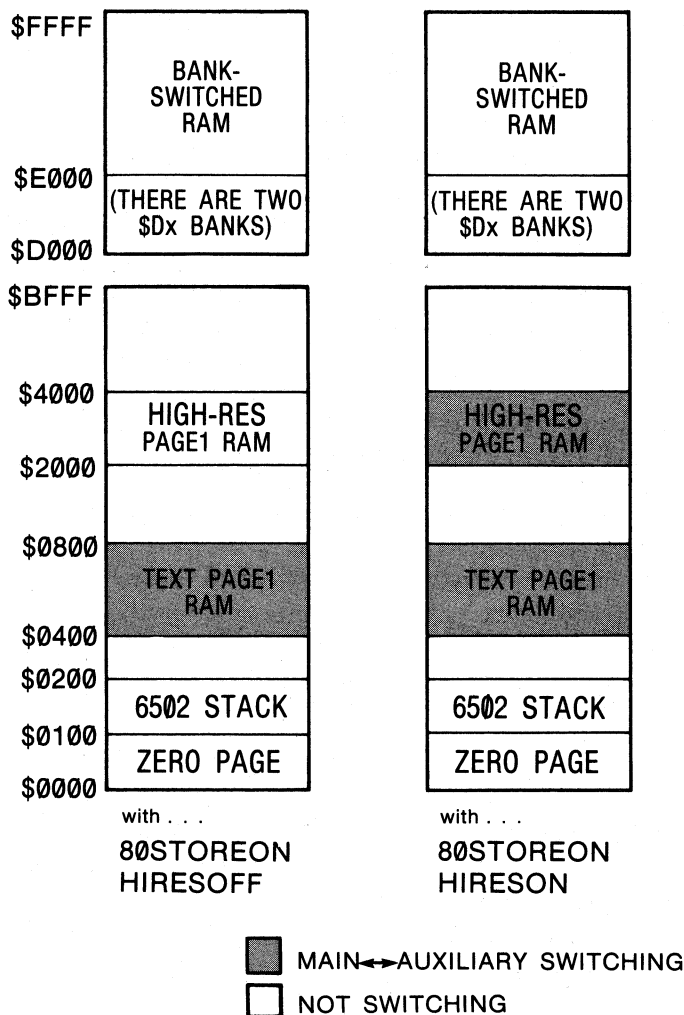 $FFFF
BANK-
SWITCHED
RAM
BANK-
SWITCHED
RAM
$E000
(THERE ARE TWO
$Dx BANKS)
(THERE ARE TWO
$Dx BANKS)
$D000
$BFFF
$4000
HIGH-RES
PAGE1 RAM
HIGH-RES
PAGE1 RAM
$2000
$0800
TEXT PAGE1
RAM
TEXT PAGE1
RAM
$0400
$0200
6502 STACK
6502 STACK
$0100
ZERO PAGE
ZERO PAGE
$0000
with . . .
80STOREON
HIRESOFF
with . . .
80STOREON
HIRESON
MAIN↔AUXILIARY SWITCHING
NOT SWITCHING